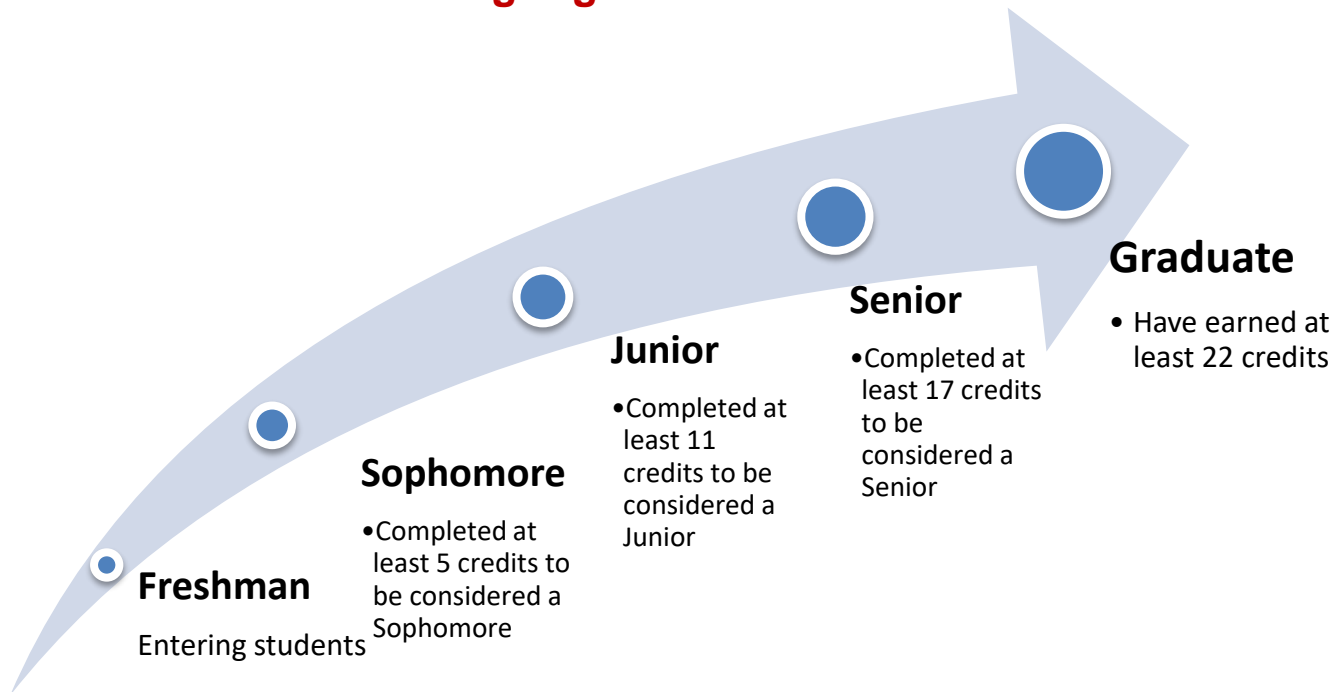 Freshman
Entering students
Sophomore
•Completed at
least 5 credits to
be considered a
Sophomore
Junior
•Completed at
least 11
credits to be
considered a
Junior
Senior
•Completed at
least 17 credits
to be
considered a
Senior
Graduate
• Have earned at
least 22 credits